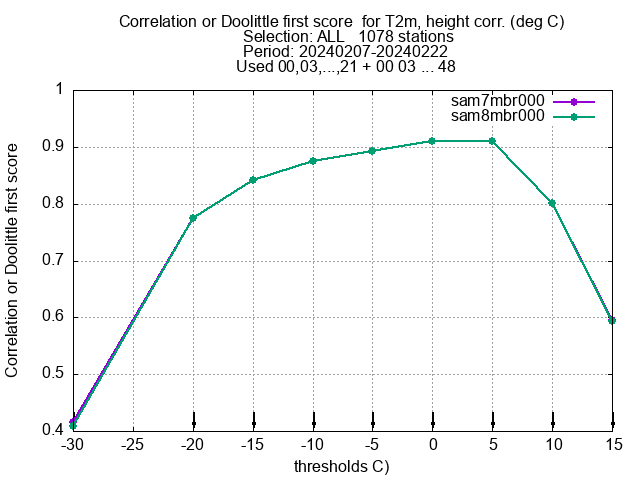 Correlation or Doolittle first score  for T2m, height corr. (deg C)
Selection: ALL   1078 stations
Period: 20240207-20240222
Used 00,03,...,21 + 00 03 ... 48
sam7mbr000
sam8mbr000
Correlation or Doolittle first score
1
0.9
0.8
0.7
0.6
0.5
0.4
-30 -25 -20 -15 -10 -5 0 5 10 15
thresholds C)